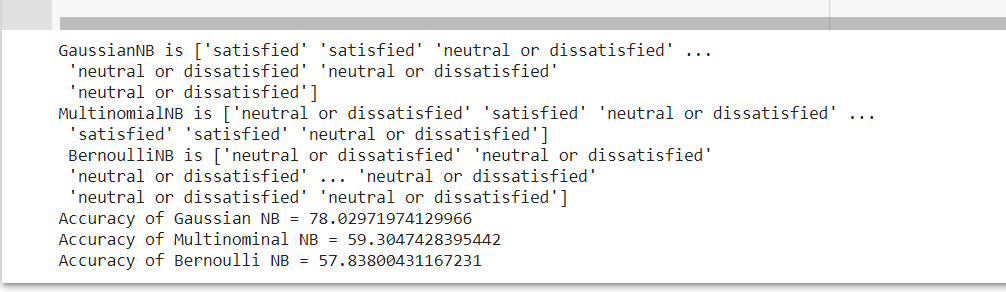 GaussianNB is ['satisfied' 'satisfied' 'neutral or dissatisfied' ...
'neutral or dissatisfied' 'neutral or dissatisfied'
'neutral or dissatisfied']
MultinomialNB is ['neutral or dissatisfied' 'satisfied' 'neutral or dissatisfied' ...
'satisfied' 'satisfied' 'neutral or dissatisfied']
BernoulliNB is ['neutral or dissatisfied' 'neutral or dissatisfied'
'neutral or dissatisfied' ... 'neutral or dissatisfied'
'neutral or dissatisfied' 'neutral or dissatisfied']
Accuracy of Gaussian NB = 78.02971974129966
Accuracy of Multinominal NB = 59.3047428395442
Accuracy of Bernoulli NB = 57.83800431167231